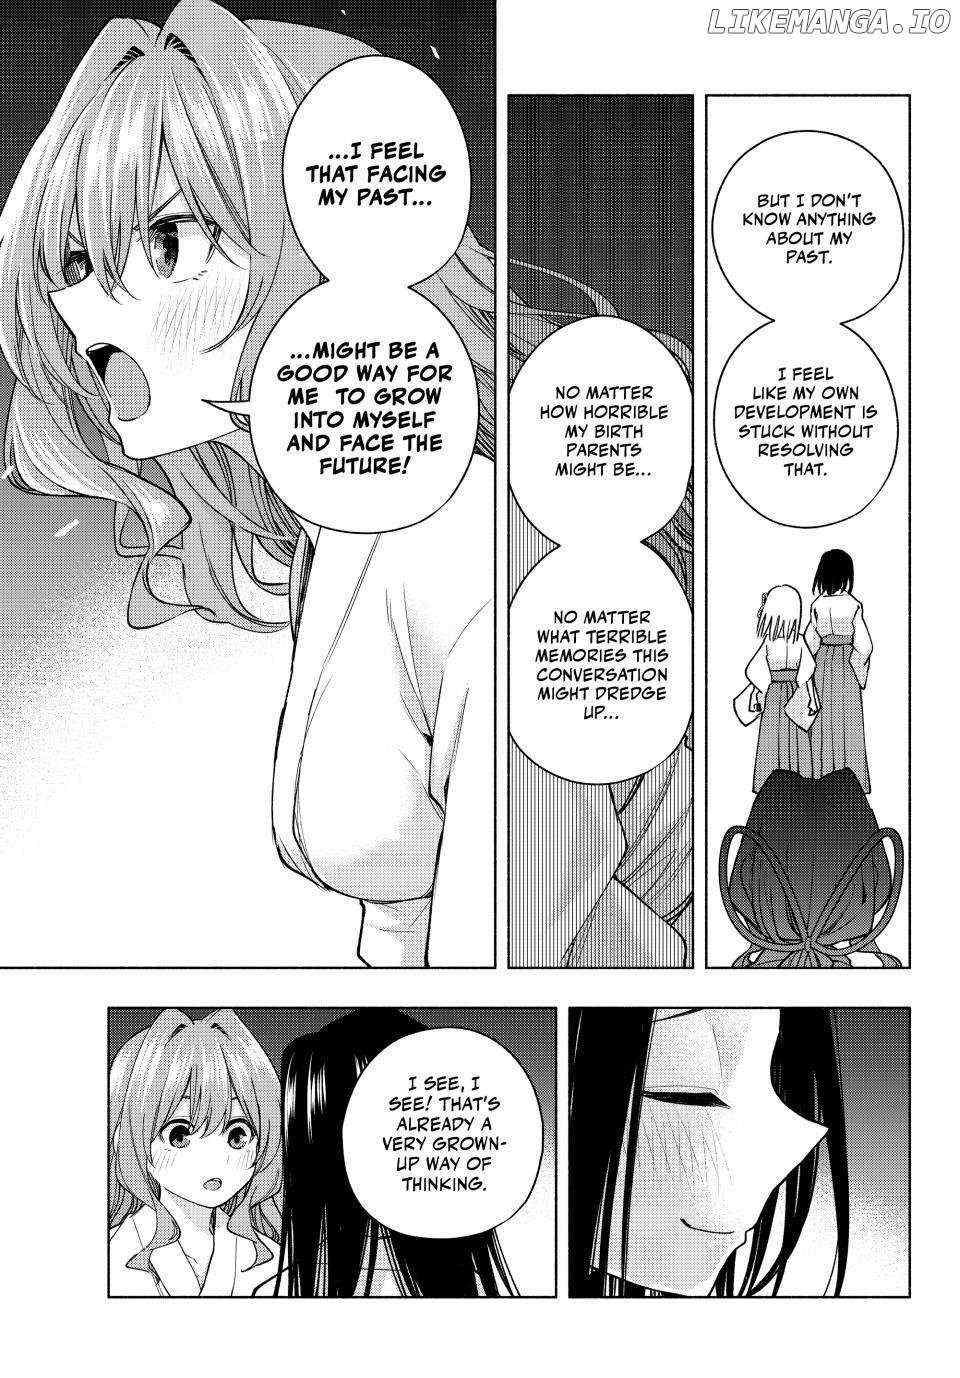 LIKEMANGA.IO
BUT I DON'T
KNOW ANYTHING
ABOUT MY
PAST.
I FEEL
LIKE MY OWN
DEVELOPMENT IS
STUCK WITHOUT
RESOLVING
THAT.
NO MATTER
HOW HORRIBLE
MY BIRTH
PARENTS
MIGHT BE...
NO MATTER
WHAT TERRIBLE
MEMORIES THIS
CONVERSATION
MIGHT DREDGE
UP...
...I FEEL
THAT FACING
MY PAST...
...MIGHT BE A
GOOD WAY FOR
ME TO GROW
INTO MYSELF
AND FACE THE
FUTURE!
I SEE, I
SEE! THAT'S
ALREADY A
VERY GROWN-
UP WAY OF
THINKING.